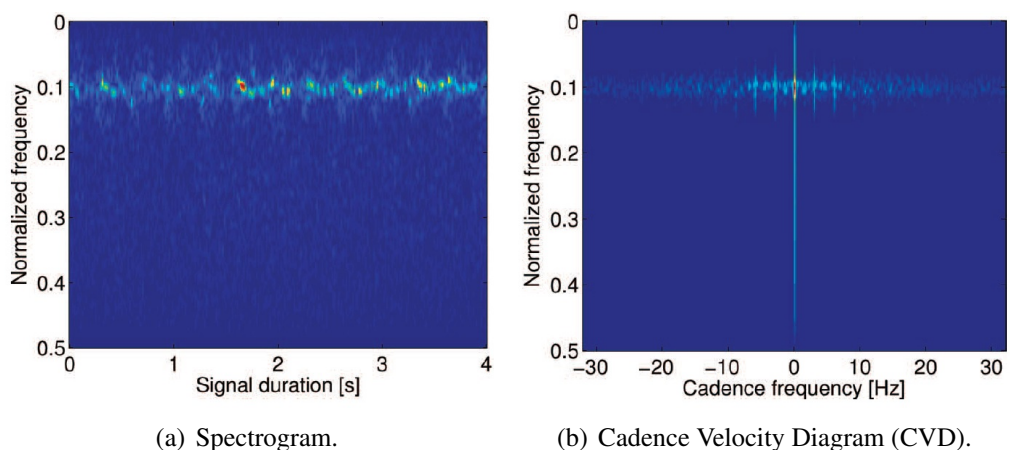 0
0.1
0.2
0.3
0.4
0.5
Normalized frequency
0 1 2 3 4
Signal duration [s]
(a) Spectrogram.
0
0.1
0.2
0.3
0.4
0.5
Normalized frequency
−30 −20 −10 0 10 20 30
Cadence frequency [Hz]
(b) Cadence Velocity Diagram (CVD).